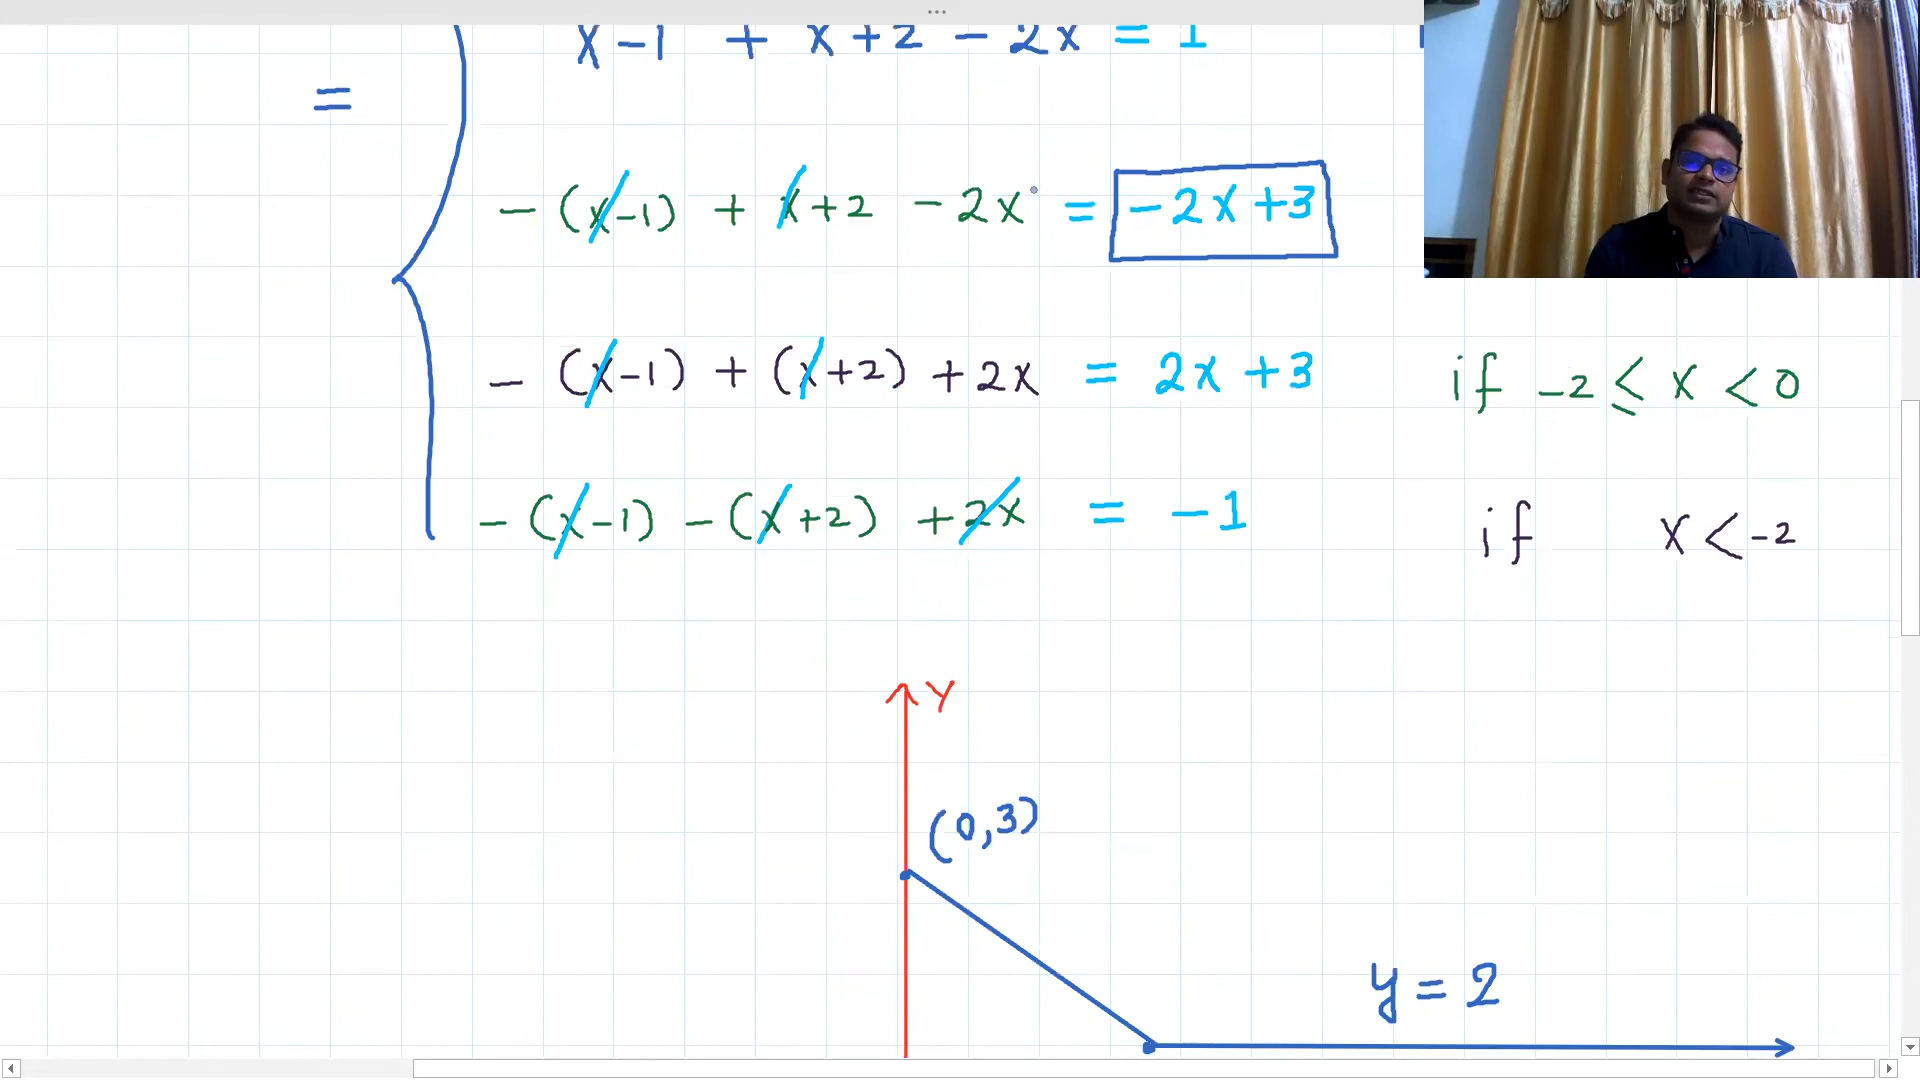 x-1 + x+2 - 2x = 1
=
-(x-1) + x+2 - 2x = -2x+3
-(x-1) + (x+2) + 2x = 2x+3 if -2 ≤ x < 0
-(x-1) -(x+2) + 2x = -1 if x < -2
Y
(0,3)
y = 2